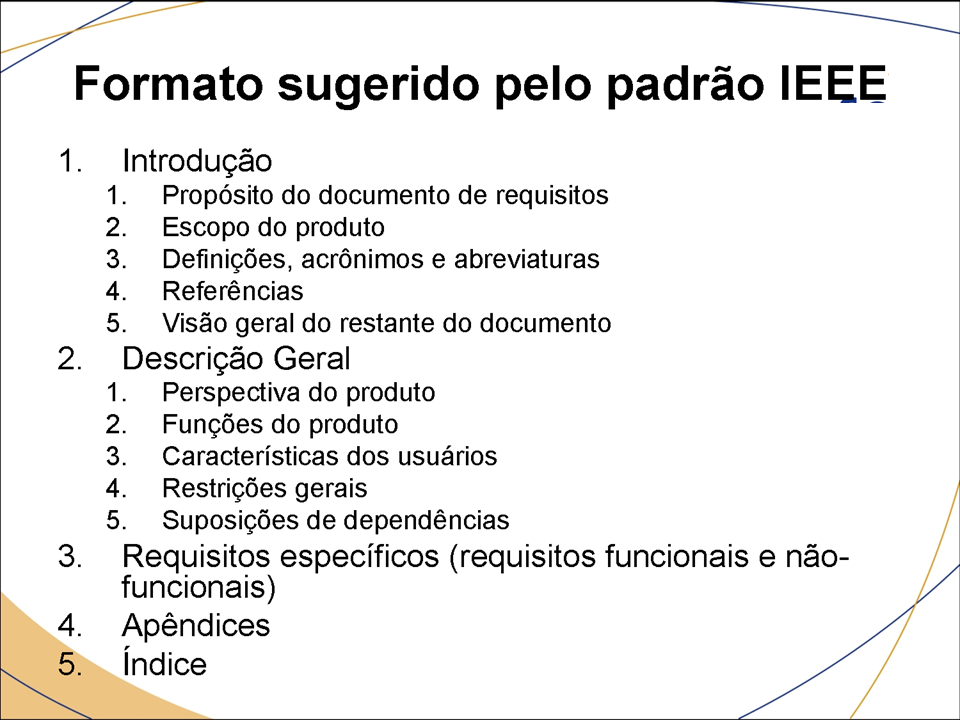 Formato sugerido pelo padrão IEEE
1. Introdução
1. Propósito do documento de requisitos
2. Escopo do produto
3. Definições, acrônimos e abreviaturas
4. Referências
5. Visão geral do restante do documento
2. Descrição Geral
1. Perspectiva do produto
2. Funções do produto
3. Características dos usuários
4. Restrições gerais
5. Suposições de dependências
3. Requisitos específicos (requisitos funcionais e não-
funcionais)
4. Apêndices
5. Índice